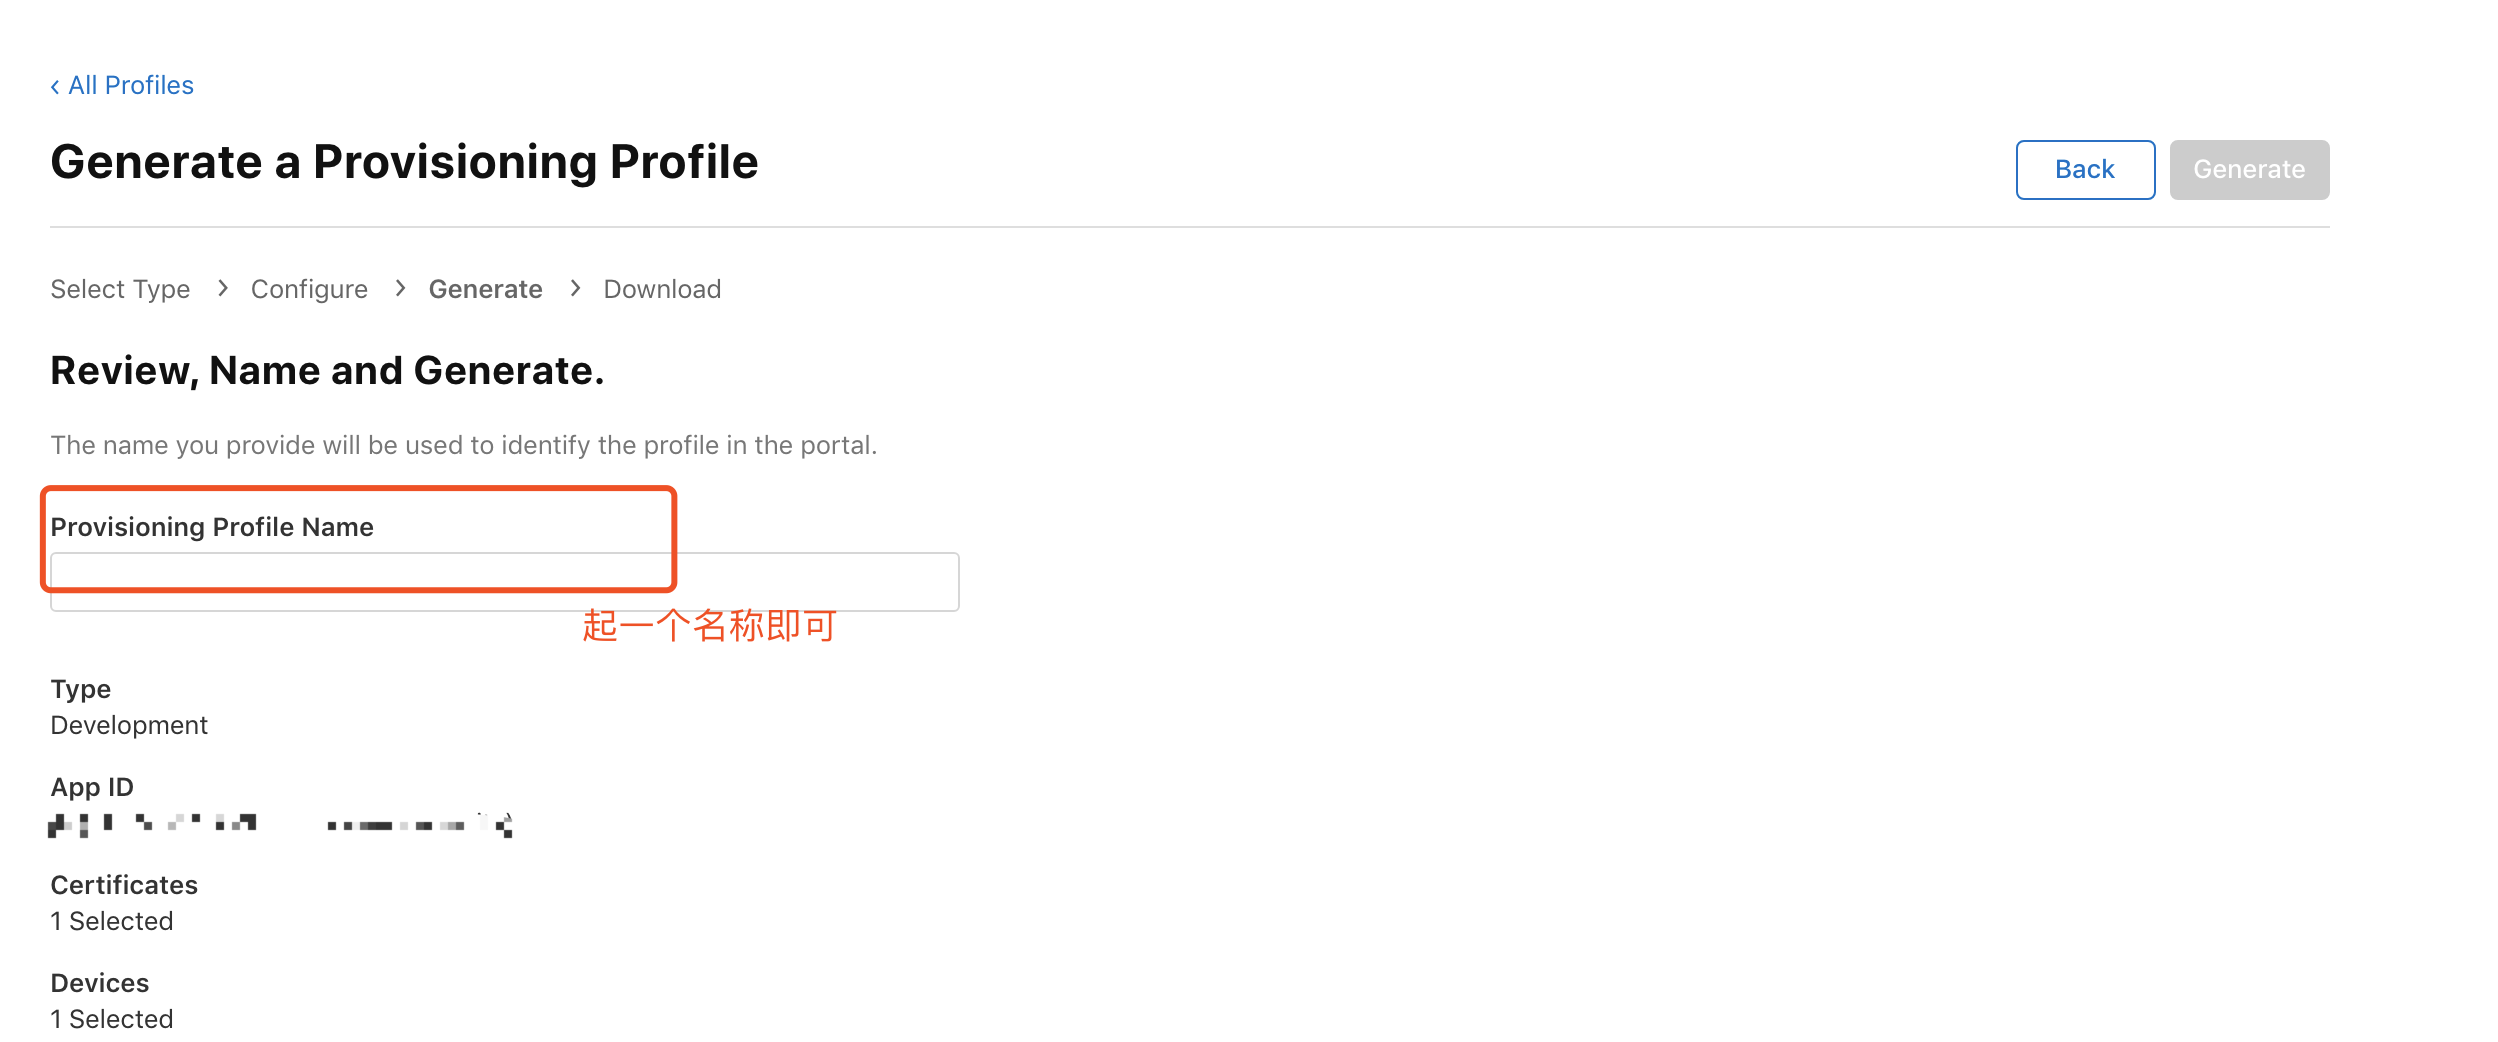 All Profiles
Generate a Provisioning Profile
Back
Generate
Select Type > Configure > Generate > Download
Review, Name and Generate.
The name you provide will be used to identify the profile in the portal.
Provisioning Profile Name
起一个名称即可
Type
Development
App ID
Certificates
1 Selected
Devices
1 Selected